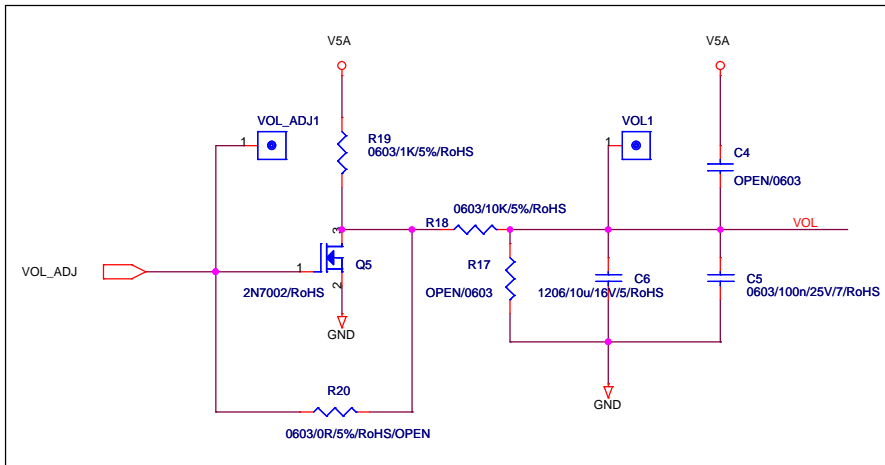 V5A
V5A
VOL_ADJ1
1
VOL1
1
R19
0603/1K/5%/RoHS
C4
OPEN/0603
0603/10K/5%/RoHS
R18
VOL
3
1
Q5
2
2N7002/RoHS
VOL_ADJ
R17
OPEN/0603
C6
1206/10u/16V/5/RoHS
C5
0603/100n/25V/7/RoHS
GND
R20
0603/0R/5%/RoHS/OPEN
GND